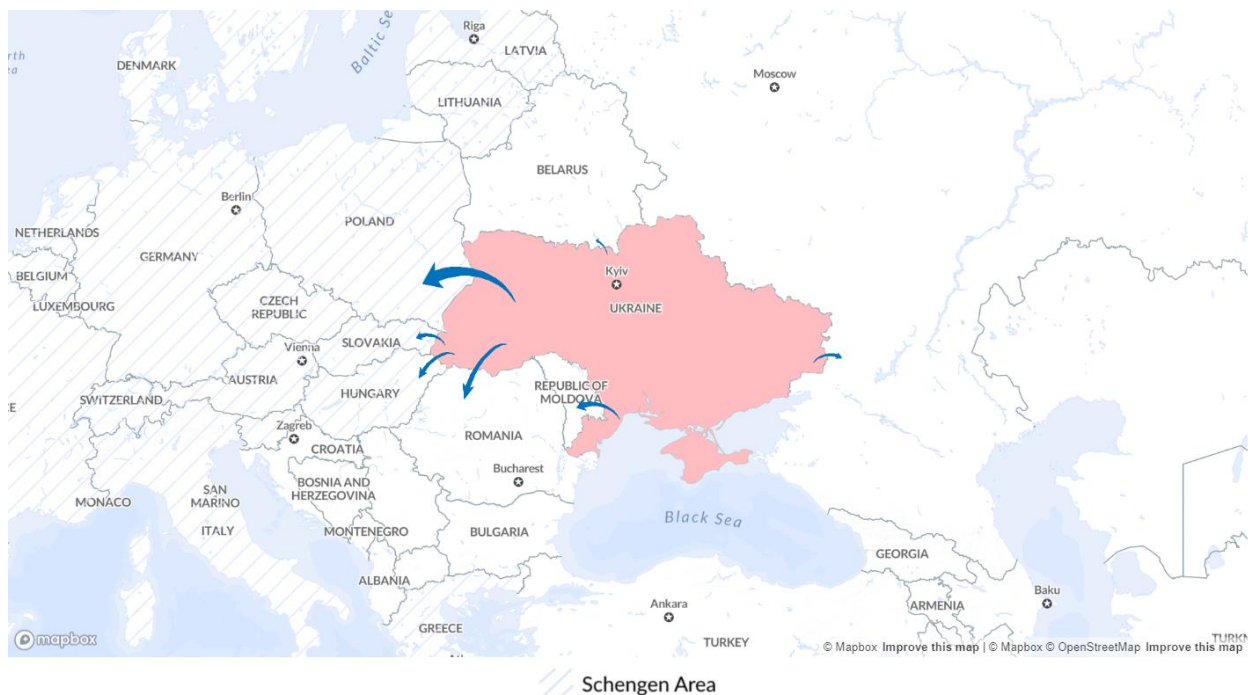 Riga
Baltic Se
LATVIA
DENMARK
Moscow
LITHUANIA
BELARUS
Berlin
POLAND
NETHERLANDS
GERMANY
BELGIUM
Kyiv
LUXEMBOURG
CZECH
REPUBLIC
UKRAINE
Vienna
SLOVAKIA
AUSTRIA
REPUBLIC OF
MOLDOVA
HUNGARY
SWITZERLAND
Zagreb
ROMANIA
CROATIA
Bucharest
BOSNIA AND
HERZEGOVINA
SAN
MARINO
MONACO
Black Sea
ITALY
MONTENEGRO
BULGARIA
GEORGIA
ALBANIA
Baku
Ankara
ARMENIA
GREECE
TURKEY
TURKN
mapbox
© Mapbox Improve this map | © Mapbox © OpenStreetMap Improve this map
Schengen Area